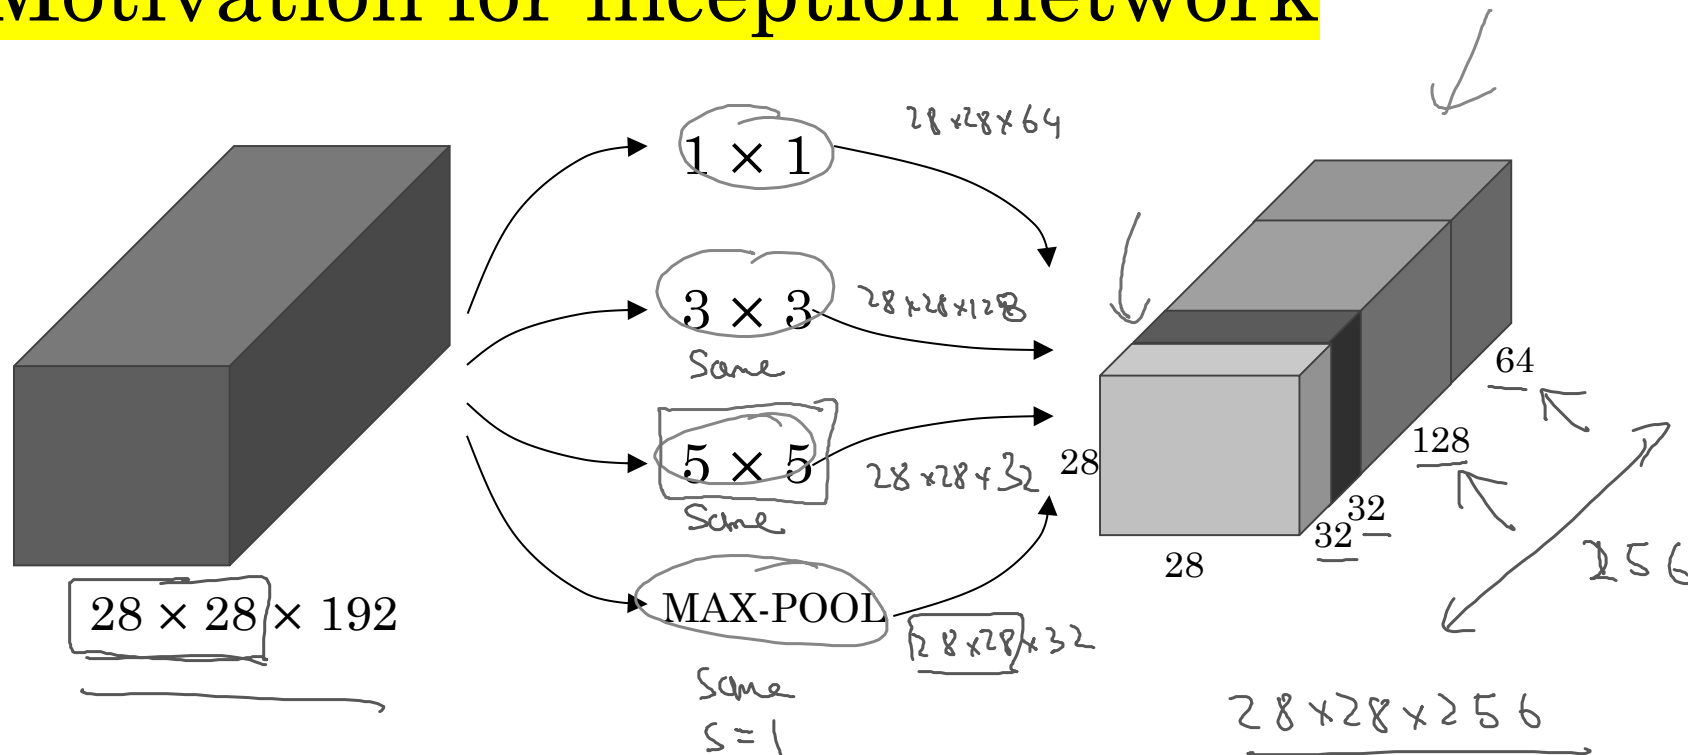 Motivation for inception network
28×28×64
1 × 1
28×28×128
3 × 3
Same
64
128
5 × 5
28×28×32
28
Same
32
32
28
256
MAX-POOL
28 × 28 × 192
28×28×32
Same
s=1
28×28×256